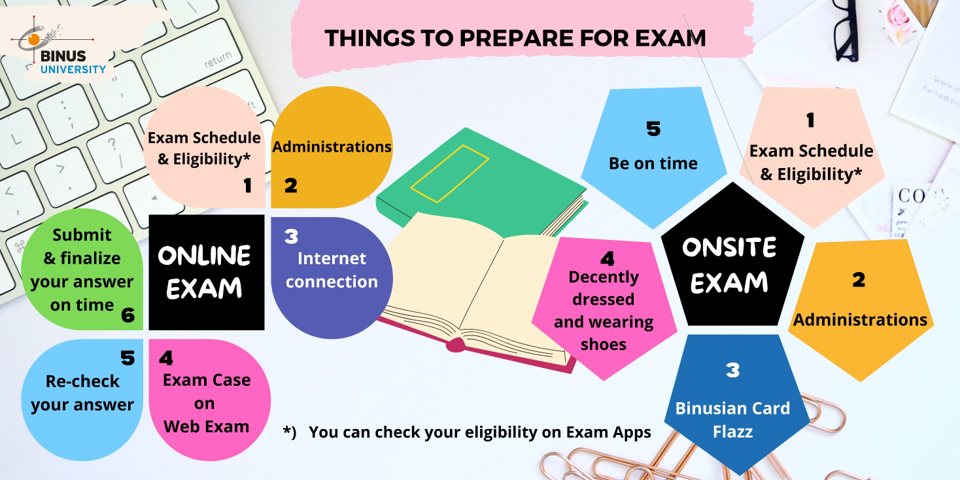 BINUS
UNIVERSITY
THINGS TO PREPARE FOR EXAM
Exam Schedule
& Eligibility*
1
Administrations
2
3
Internet
connection
4
Exam Case
on
Web Exam
5
Re-check
your answer
Submit
& finalize
your answer
on time
6
ONLINE
EXAM
1
Exam Schedule
& Eligibility*
2
Administrations
3
Binusian Card
Flazz
4
Decently
dressed
and wearing
shoes
5
Be on time
ONSITE
EXAM
*) You can check your eligibility on Exam Apps
return
shift
L
P
CO